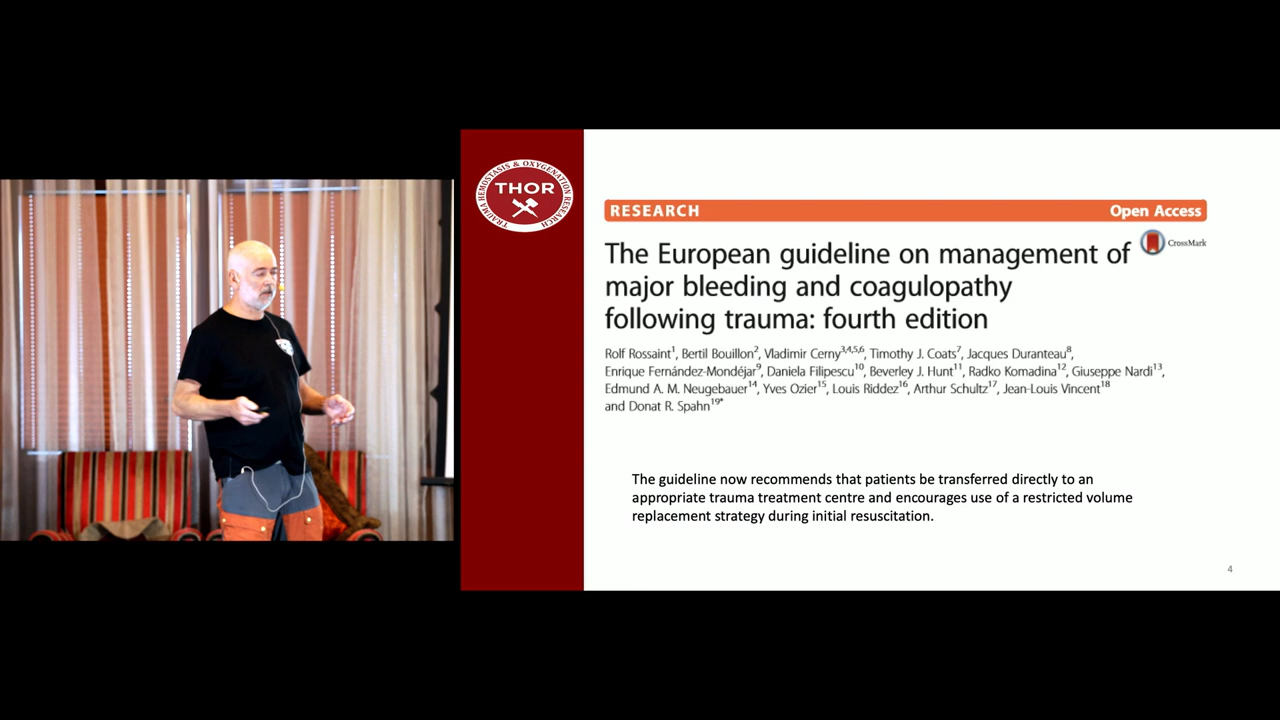 TRAUMA HEMOSTASIS & OXYGENATION RESEARCH
THOR
RESEARCH
Open Access
CrossMark
The European guideline on management of
major bleeding and coagulopathy
following trauma: fourth edition
Rolf Rossaint1, Bertil Bouillon2, Vladimir Cerny3,4,5,6, Timothy J. Coats7, Jacques Duranteau8,
Enrique Fernández-Mondéjar9, Daniela Filipescu10, Beverley J. Hunt11, Radko Komadina12, Giuseppe Nardi13,
Edmund A. M. Neugebauer14, Yves Ozier15, Louis Riddez16, Arthur Schultz17, Jean-Louis Vincent18
and Donat R. Spahn19*
The guideline now recommends that patients be transferred directly to an
appropriate trauma treatment centre and encourages use of a restricted volume
replacement strategy during initial resuscitation.
4